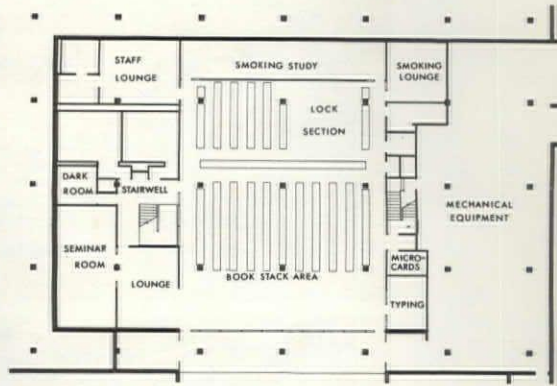 STAFF
LOUNGE
SMOKING STUDY
SMOKING
LOUNGE
LOCK
SECTION
DARK
ROOM
STAIRWELL
MECHANICAL
EQUIPMENT
SEMINAR
ROOM
LOUNGE
BOOK STACK AREA
MICRO-
CARDS
TYPING